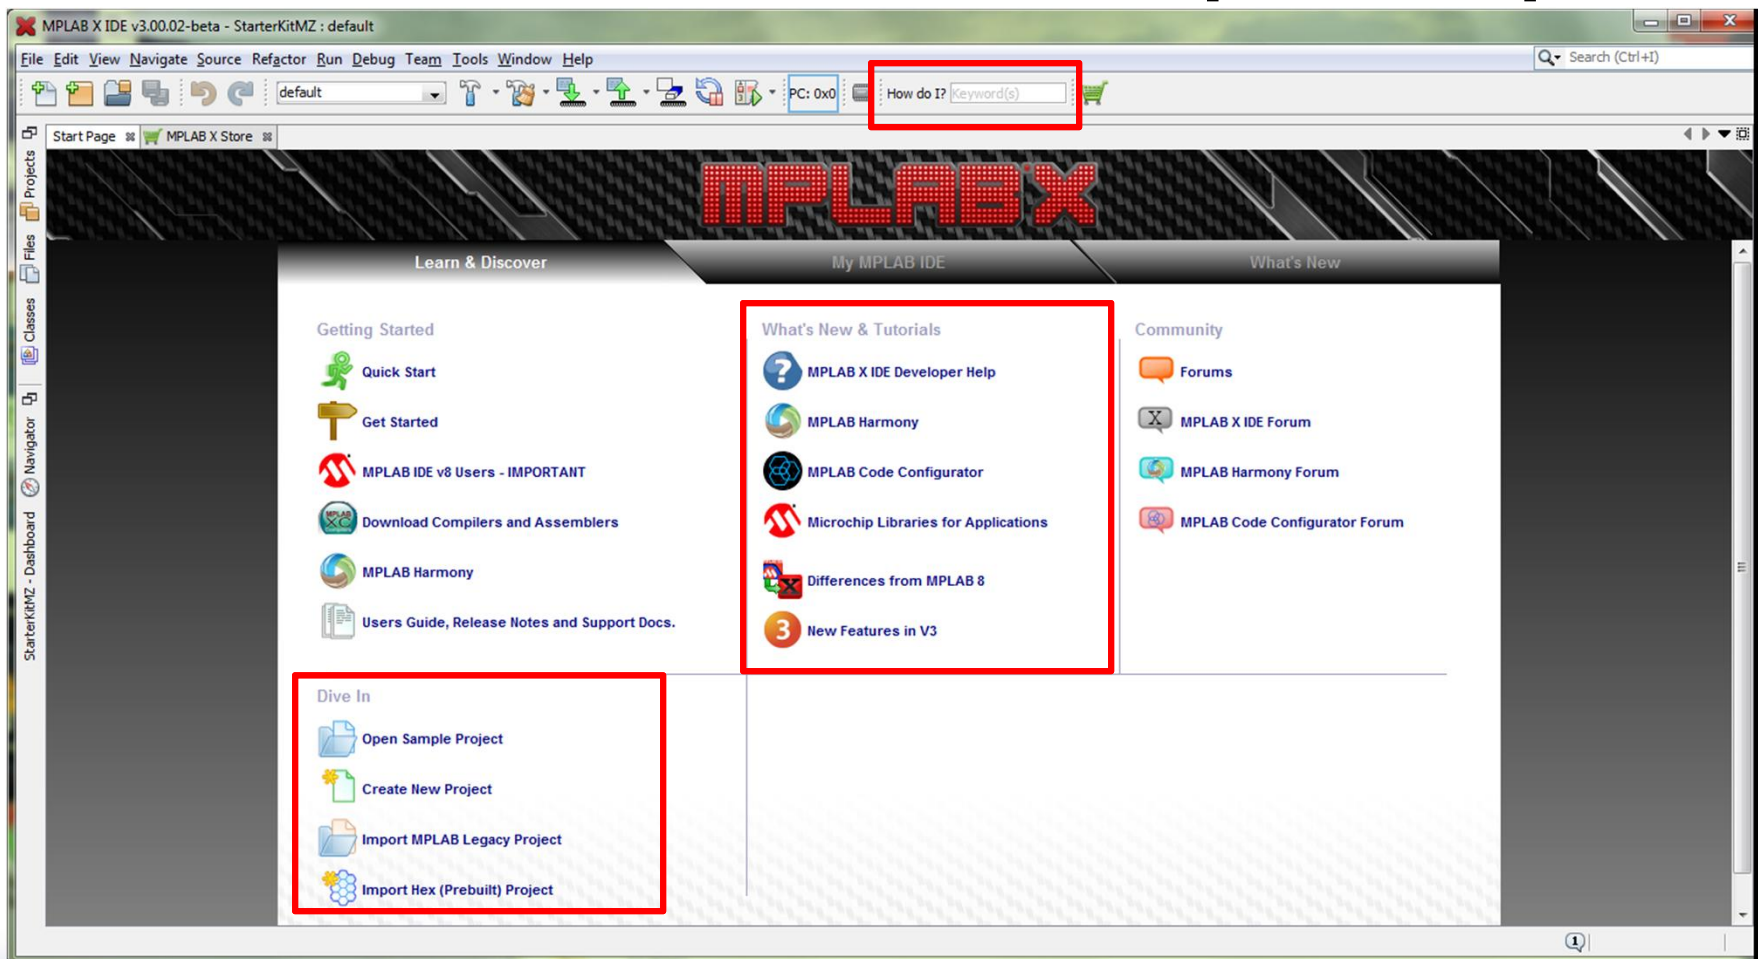 MPLAB X IDE v3.00.02-beta - StarterKitMZ : default
File Edit View Navigate Source Refactor Run Debug Team Tools Window Help
Search (Ctrl+I)
default
PC: 0x0
How do I? Keyword(s)
Start Page
MPLAB X Store
Projects
Files
Classes
Navigator
StarterKitMZ - Dashboard
MPLAB X
Learn & Discover
My MPLAB IDE
What's New
Getting Started
Quick Start
Get Started
MPLAB IDE v8 Users - IMPORTANT
MPLAB XC
Download Compilers and Assemblers
MPLAB Harmony
Users Guide, Release Notes and Support Docs.
What's New & Tutorials
?
MPLAB X IDE Developer Help
MPLAB Harmony
MPLAB Code Configurator
Microchip Libraries for Applications
X
Differences from MPLAB 8
3
New Features in V3
Community
Forums
X
MPLAB X IDE Forum
MPLAB Harmony Forum
MPLAB Code Configurator Forum
Dive In
Open Sample Project
Create New Project
Import MPLAB Legacy Project
Import Hex (Prebuilt) Project
1